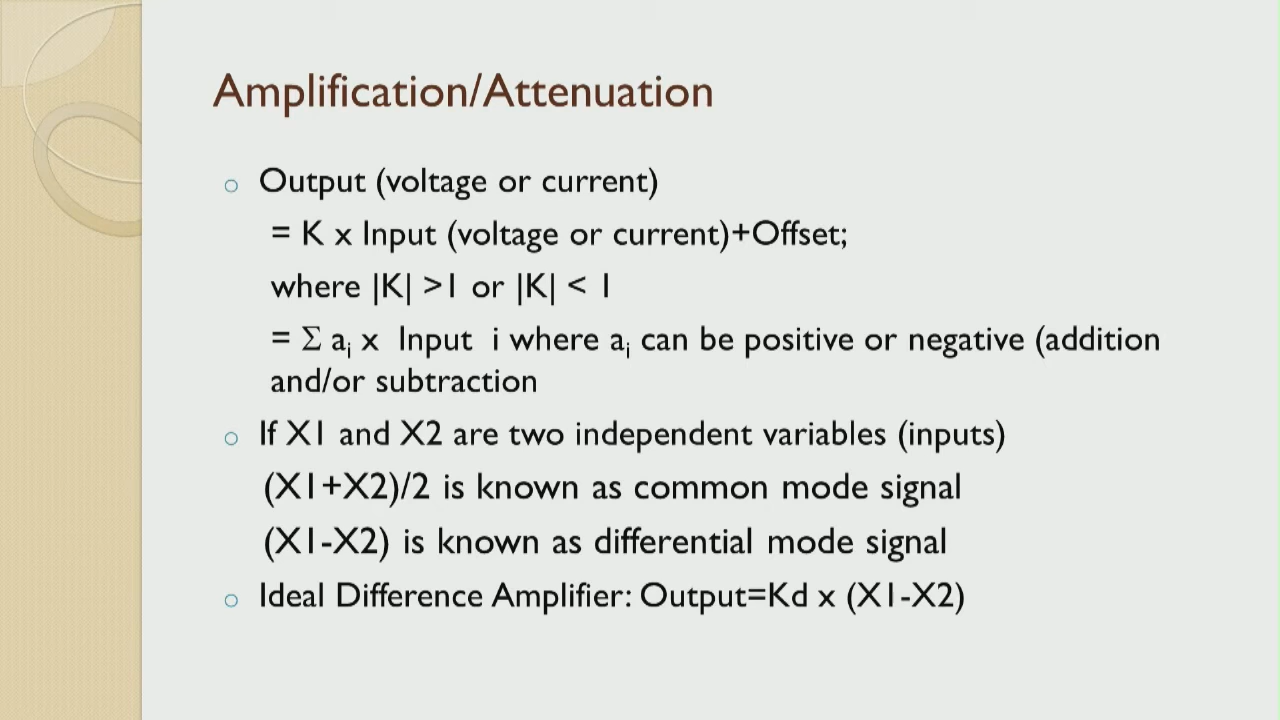 Amplification/Attenuation
Output (voltage or current)
= K x Input (voltage or current)+Offset;
where |K| >1 or |K| < 1
= Σ aᵢ x Input i where aᵢ can be positive or negative (addition
and/or subtraction
If X1 and X2 are two independent variables (inputs)
(X1+X2)/2 is known as common mode signal
(X1-X2) is known as differential mode signal
Ideal Difference Amplifier: Output=Kd x (X1-X2)